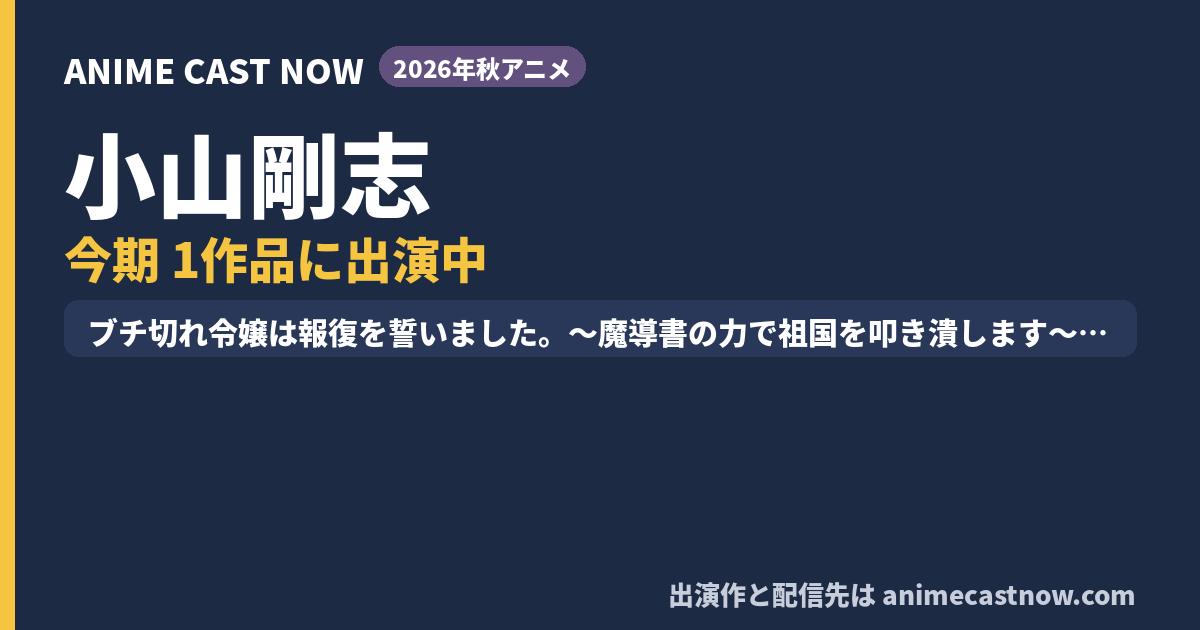 ANIME CAST NOW 2026年秋アニメ
小山剛志
今期 1作品に出演中
ブチ切れ令嬢は報復を誓いました。～魔導書の力で祖国を叩き潰します～…
出演作と配信先は animecastnow.com